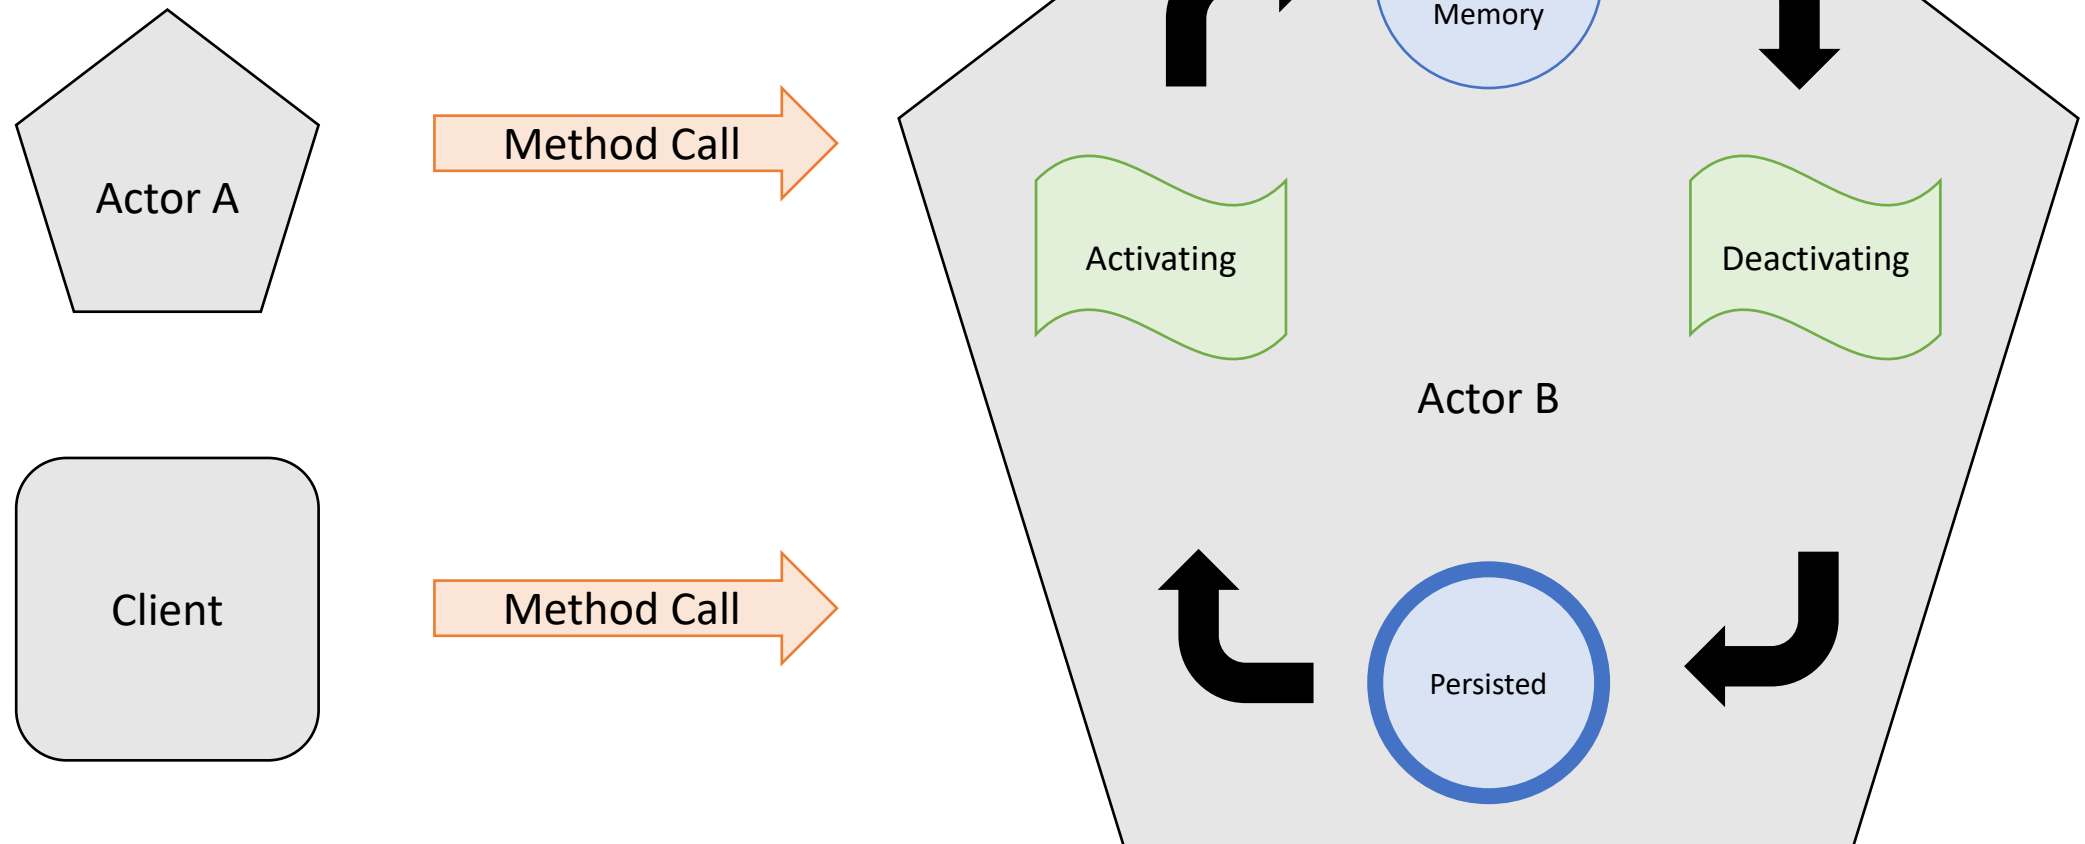 Memory
Method Call
Actor A
Activating
Deactivating
Actor B
Client
Method Call
Persisted